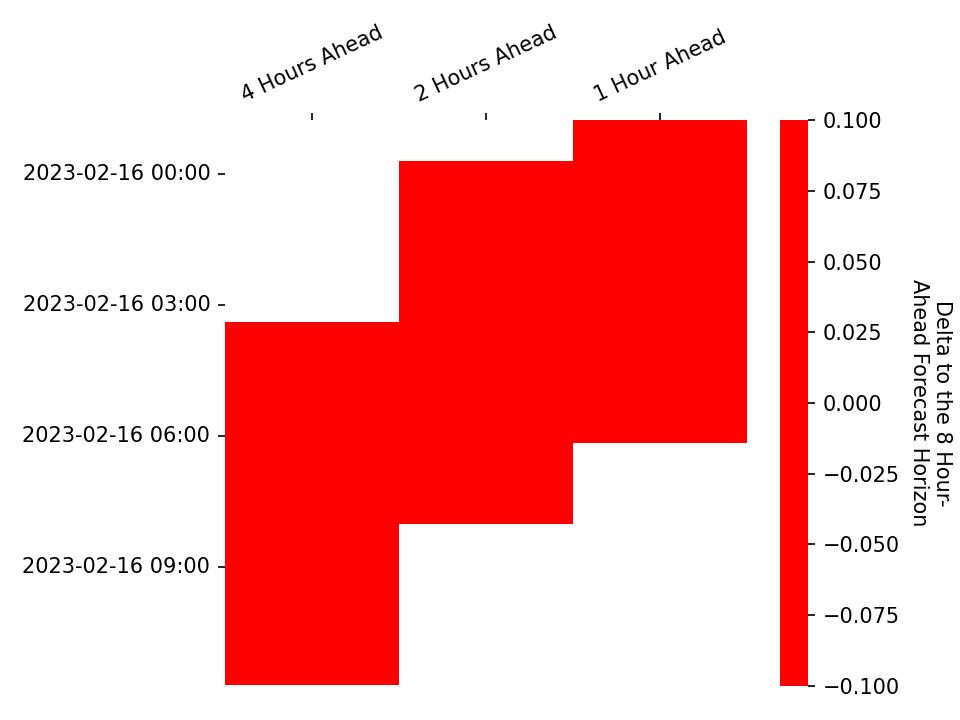 4 Hours Ahead
2 Hours Ahead
1 Hour Ahead
2023-02-16 00:00
2023-02-16 03:00
2023-02-16 06:00
2023-02-16 09:00
0.100
0.075
0.050
0.025
0.000
−0.025
−0.050
−0.075
−0.100
Delta to the 8 Hour-
Ahead Forecast Horizon